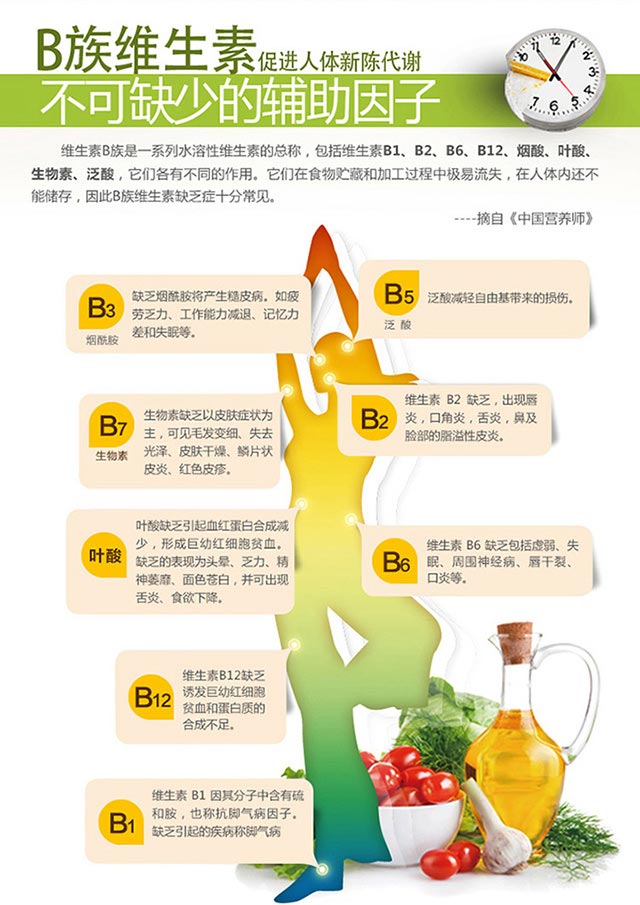 B族维生素促进人体新陈代谢
不可缺少的辅助因子
维生素B族是一系列水溶性维生素的总称，包括维生素B1、B2、B6、B12、烟酸、叶酸、
生物素、泛酸，它们各有不同的作用。它们在食物贮藏和加工过程中极易流失，在人体内还不
能储存，因此B族维生素缺乏症十分常见。
----摘自《中国营养师》
B3
烟酰胺
缺乏烟酰胺将产生糙皮病。如疲
劳乏力、工作能力减退、记忆力
差和失眠等。
B5
泛 酸
泛酸减轻自由基带来的损伤。
B7
生物素
生物素缺乏以皮肤症状为
主，可见毛发变细、失去
光泽、皮肤干燥、鳞片状
皮炎、红色皮疹。
B2
维生素 B2 缺乏，出现唇
炎，口角炎，舌炎，鼻及
脸部的脂溢性皮炎。
叶酸
叶酸缺乏引起血红蛋白合成减
少，形成巨幼红细胞贫血。
缺乏的表现为头晕、乏力、精
神萎靡、面色苍白，并可出现
舌炎、食欲下降。
B6
维生素 B6 缺乏包括虚弱、失
眠、周围神经病、唇干裂、
口炎等。
B12
维生素B12缺乏
诱发巨幼红细胞
贫血和蛋白质的
合成不足。
B1
维生素 B1 因其分子中含有硫
和胺，也称抗脚气病因子。
缺乏引起的疾病称脚气病
12
1
2
3
4
5
6
7
8
10
11